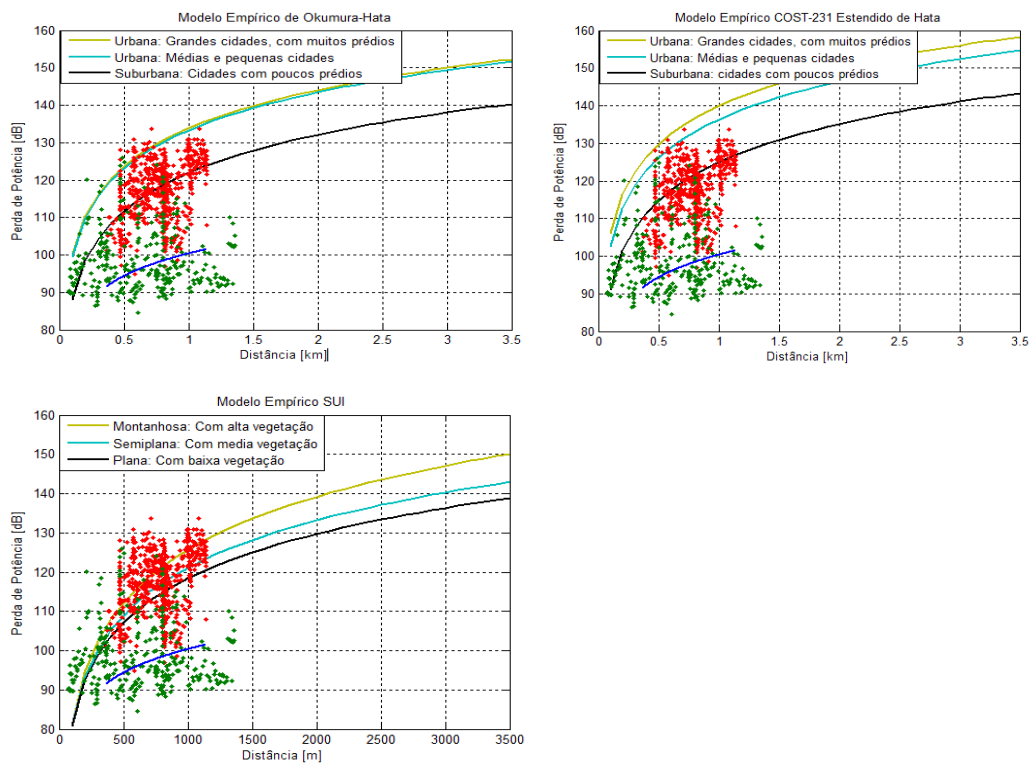 Modelo Empírico de Okumura-Hata
160
150
140
130
120
110
100
90
80
Perda de Potência [dB]
Urbana: Grandes cidades, com muitos prédios
Urbana: Médias e pequenas cidades
Suburbana: Cidades com poucos prédios
0 0.5 1 1.5 2 2.5 3 3.5
Distância [km]
Modelo Empírico COST-231 Estendido de Hata
160
150
140
130
120
110
100
90
80
Perda de Potência [dB]
Urbana: Grandes cidades, com muitos prédios
Urbana: Médias e pequenas cidades
Suburbana: cidades com poucos prédios
0 0.5 1 1.5 2 2.5 3 3.5
Distância [km]
Modelo Empírico SUI
160
150
140
130
120
110
100
90
80
Perda de Potência [dB]
Montanhosa: Com alta vegetação
Semiplana: Com media vegetação
Plana: Com baixa vegetação
0 500 1000 1500 2000 2500 3000 3500
Distância [m]